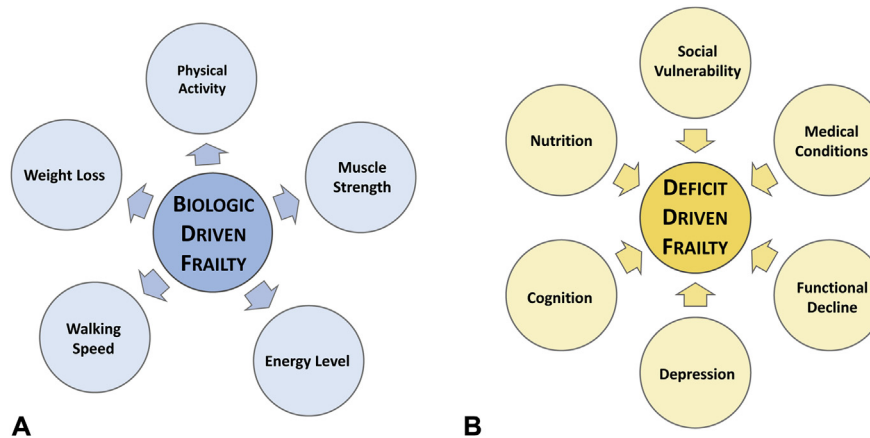 Physical
Activity
Muscle
Strength
Energy Level
Walking
Speed
Weight Loss
BIOLOGIC
DRIVEN
FRAILTY
A
Social
Vulnerability
Medical
Conditions
Functional
Decline
Depression
Cognition
Nutrition
DEFICIT
DRIVEN
FRAILTY
B